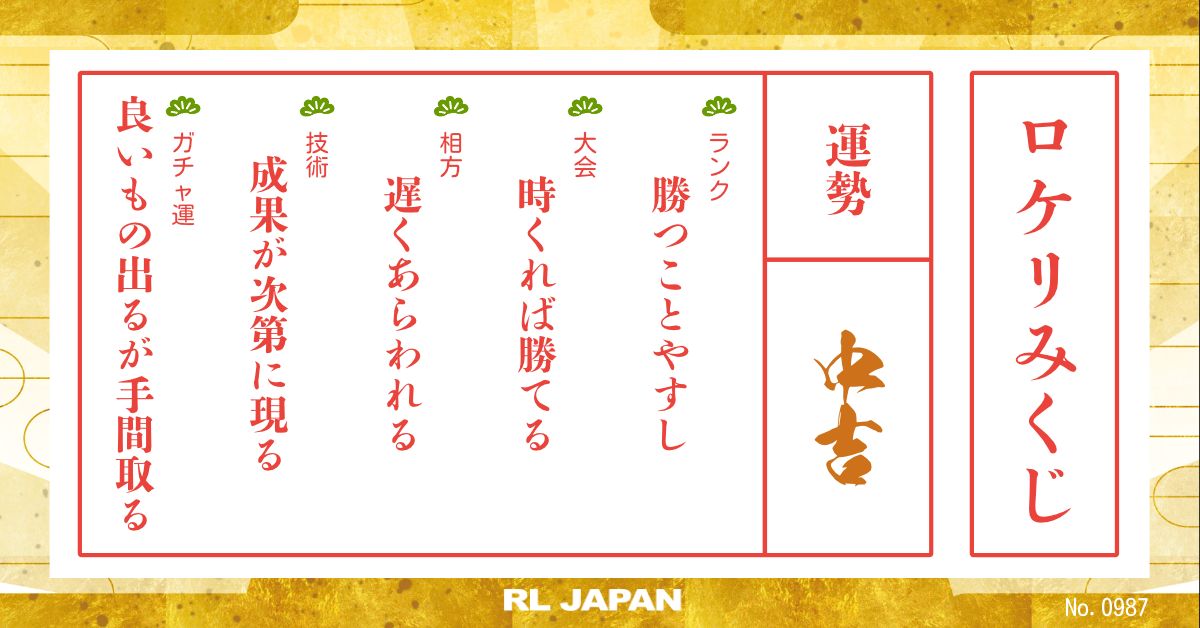 ロケリみくじ
運勢
中吉
ランク
勝つことやすし
大会
時くれば勝てる
相方
遅くあらわれる
技術
成果が次第に現る
ガチャ運
良いもの出るが手間取る
RL JAPAN
No. 0987